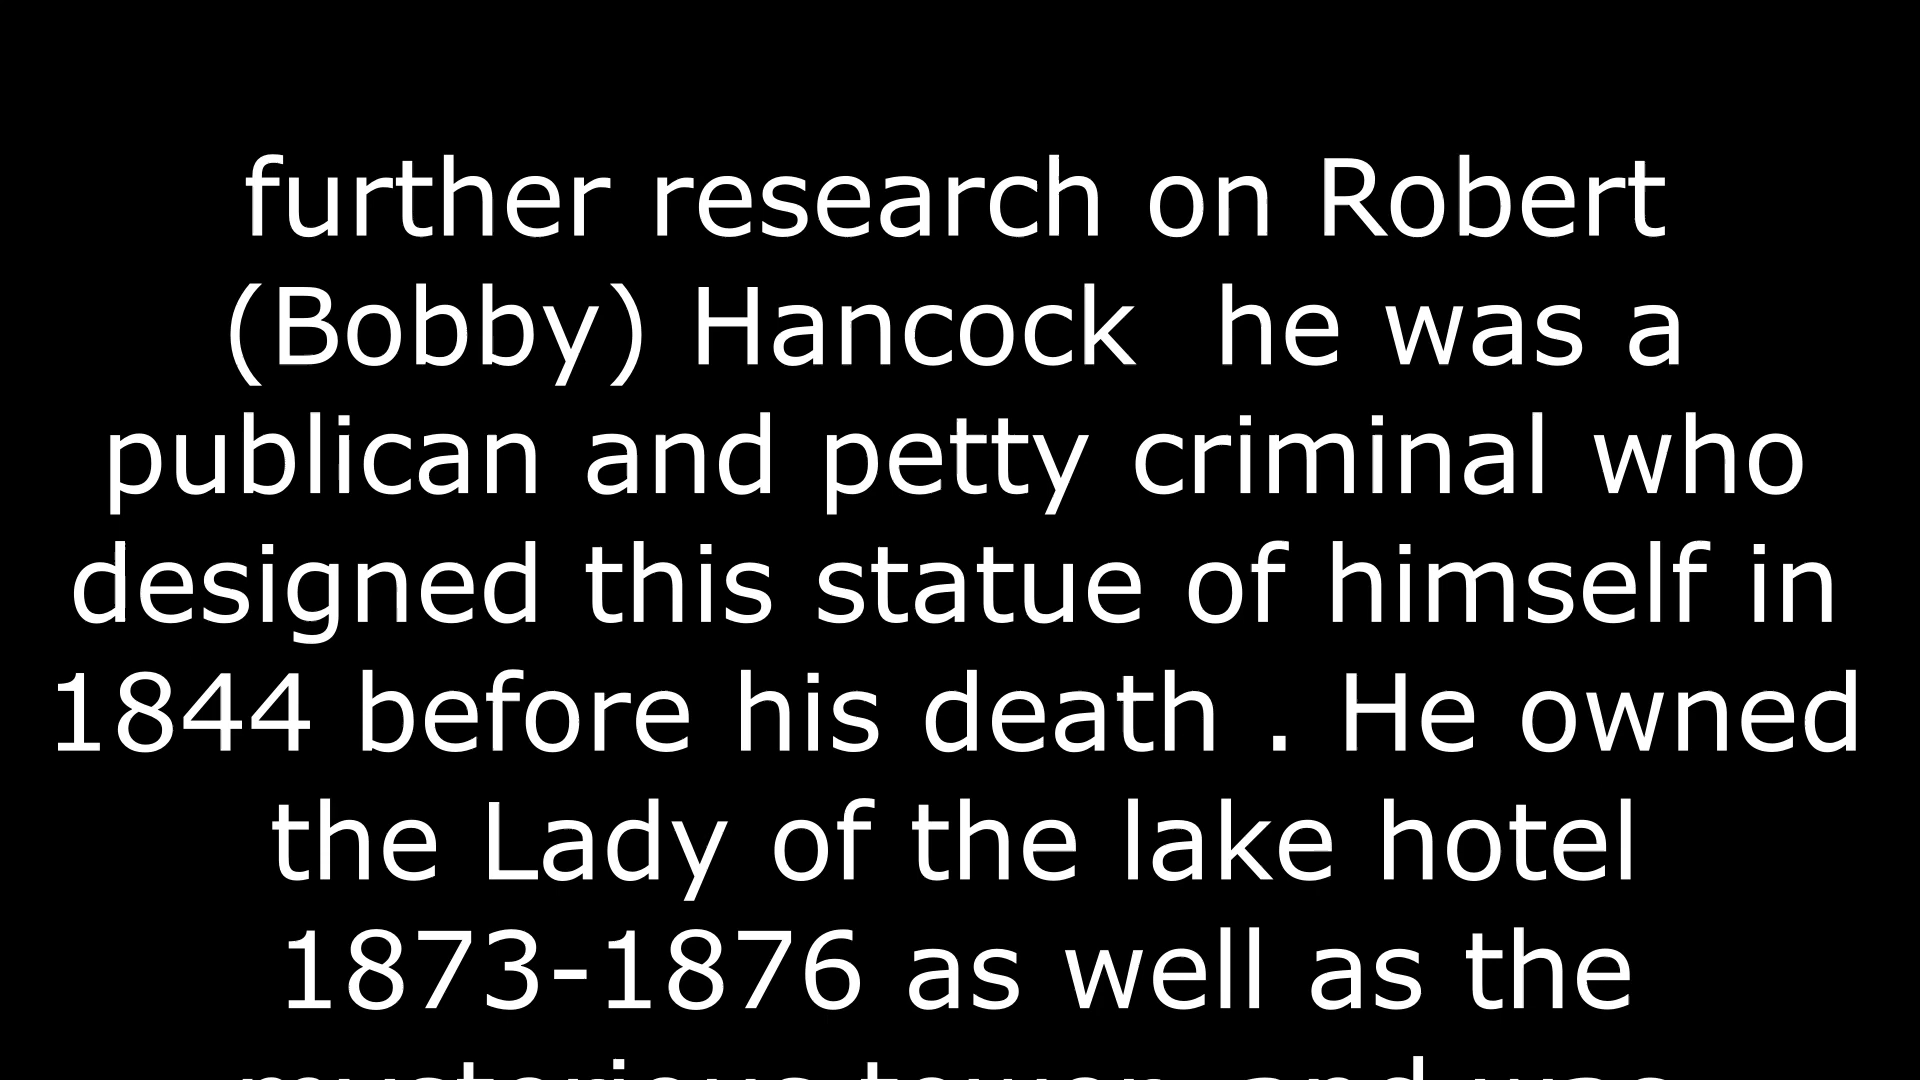 further research on Robert
(Bobby) Hancock  he was a
publican and petty criminal who
designed this statue of himself in
1844 before his death . He owned
the Lady of the lake hotel
1873-1876 as well as the